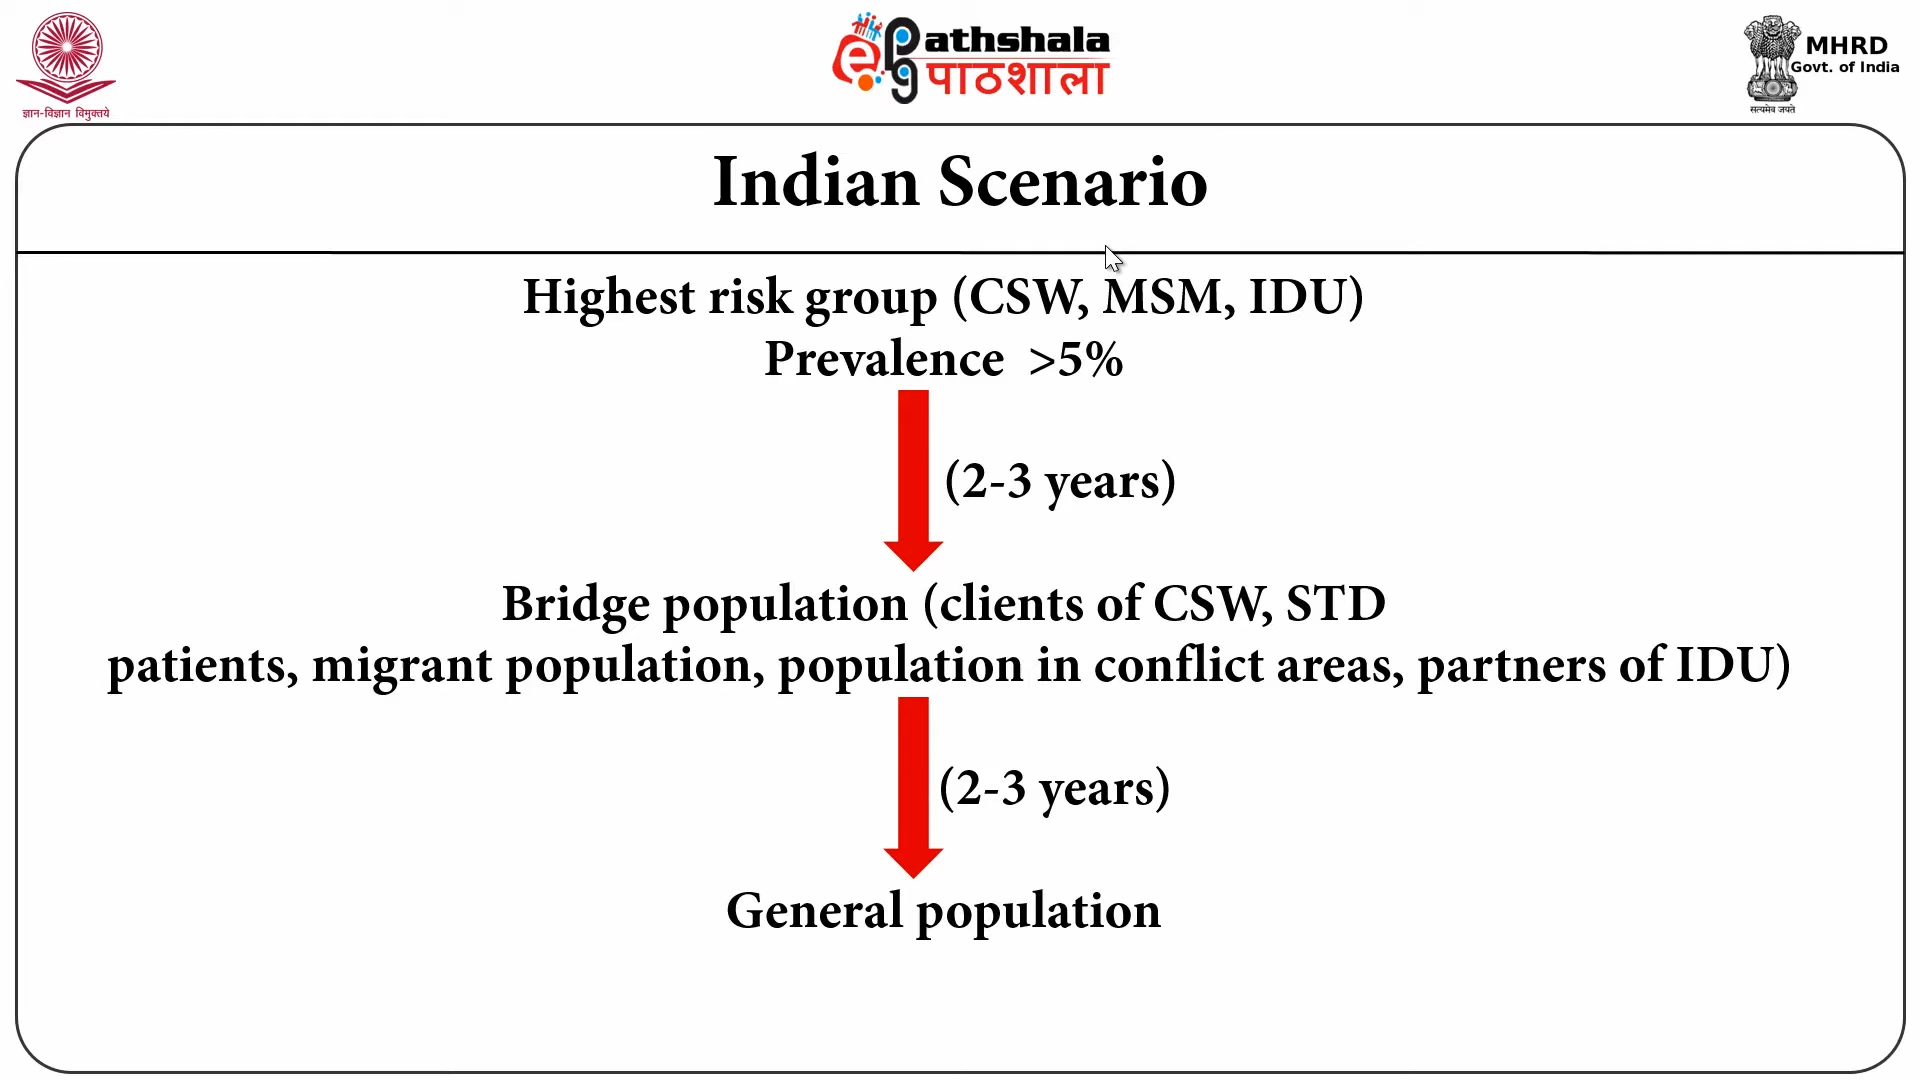 ज्ञान-विज्ञान विमुक्तये
ePG Pathshala
पाठशाला
MHRD
Govt. of India
सत्यमेव जयते
Indian Scenario
Highest risk group (CSW, MSM, IDU)
Prevalence >5%
(2-3 years)
Bridge population (clients of CSW, STD
patients, migrant population, population in conflict areas, partners of IDU)
(2-3 years)
General population